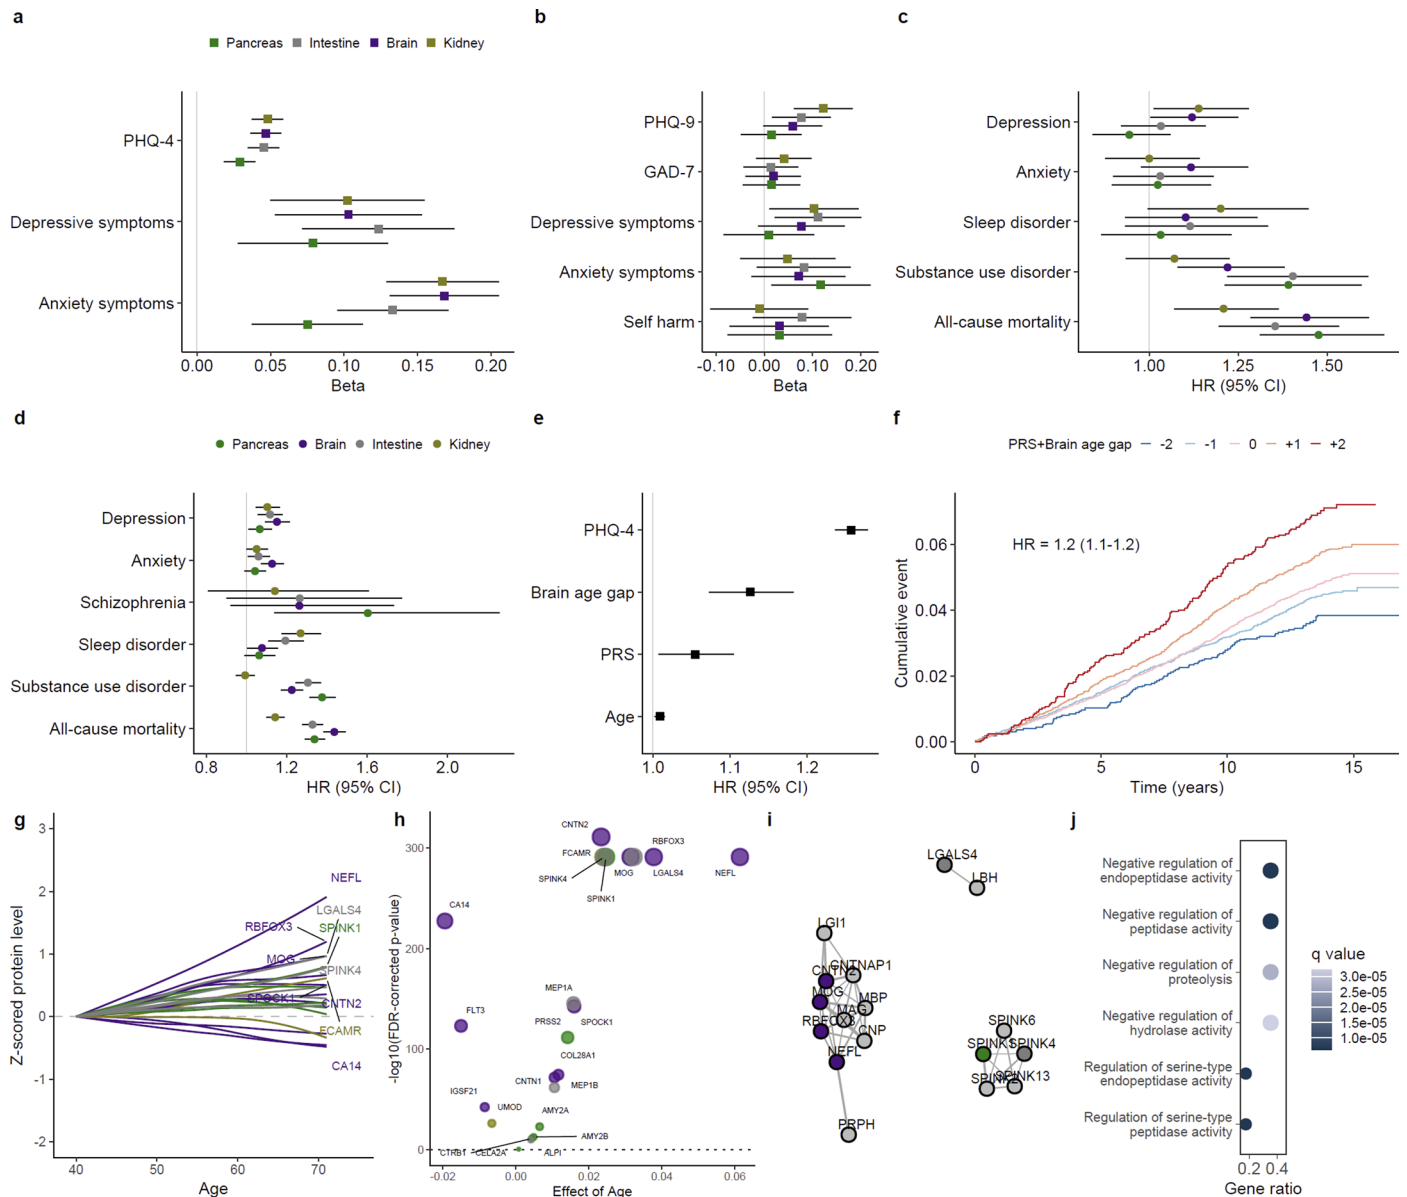 a
Pancreas Intestine Brain Kidney
PHQ-4
Depressive symptoms
Anxiety symptoms
0.00 0.05 0.10 0.15 0.20
Beta
b
PHQ-9
GAD-7
Depressive symptoms
Anxiety symptoms
Self harm
-0.10 0.00 0.10 0.20
Beta
c
Depression
Anxiety
Sleep disorder
Substance use disorder
All-cause mortality
1.00 1.25 1.50
HR (95% CI)
d
Pancreas Brain Intestine Kidney
Depression
Anxiety
Schizophrenia
Sleep disorder
Substance use disorder
All-cause mortality
0.8 1.2 1.6 2.0
HR (95% CI)
e
PHQ-4
Brain age gap
PRS
Age
1.0 1.1 1.2
HR (95% CI)
f
PRS+Brain age gap -2 -1 0 +1 +2
HR = 1.2 (1.1-1.2)
Cumulative event
0.06
0.04
0.02
0.00
0 5 10 15
Time (years)
g
Z-scored protein level
3
2
1
0
-1
-2
NEFL
LGALS4
RBFOX3
SPINK1
MOG
SPINK4
SPOCK1
CNTN2
FCAMR
CA14
40 50 60 70
Age
h
-log10(FDR-corrected p-value)
300
200
100
0
CNTN2
FCAMR
RBFOX3
SPINK4
MOG
LGALS4
NEFL
SPINK1
CA14
MEP1A
FLT3
PRSS2
SPOCK1
COL28A1
CNTN1
MEP1B
IGSF21
UMOD
AMY2A
AMY2B
CTRB1
CELA2A
ALPI
-0.02 0.00 0.02 0.04 0.06
Effect of Age
i
LGALS4
LBH
LGI1
CNTNAP1
CNTN2
MOG
MBP
MAG
RBFOX3
CNP
NEFL
PRPH
SPINK6
SPINK1
SPINK4
SPINK13
j
Negative regulation of
endopeptidase activity
Negative regulation of
peptidase activity
Negative regulation of
proteolysis
Negative regulation of
hydrolase activity
Regulation of serine-type
endopeptidase activity
Regulation of serine-type
peptidase activity
0.2 0.4
Gene ratio
q value
3.0e-05
2.5e-05
2.0e-05
1.5e-05
1.0e-05